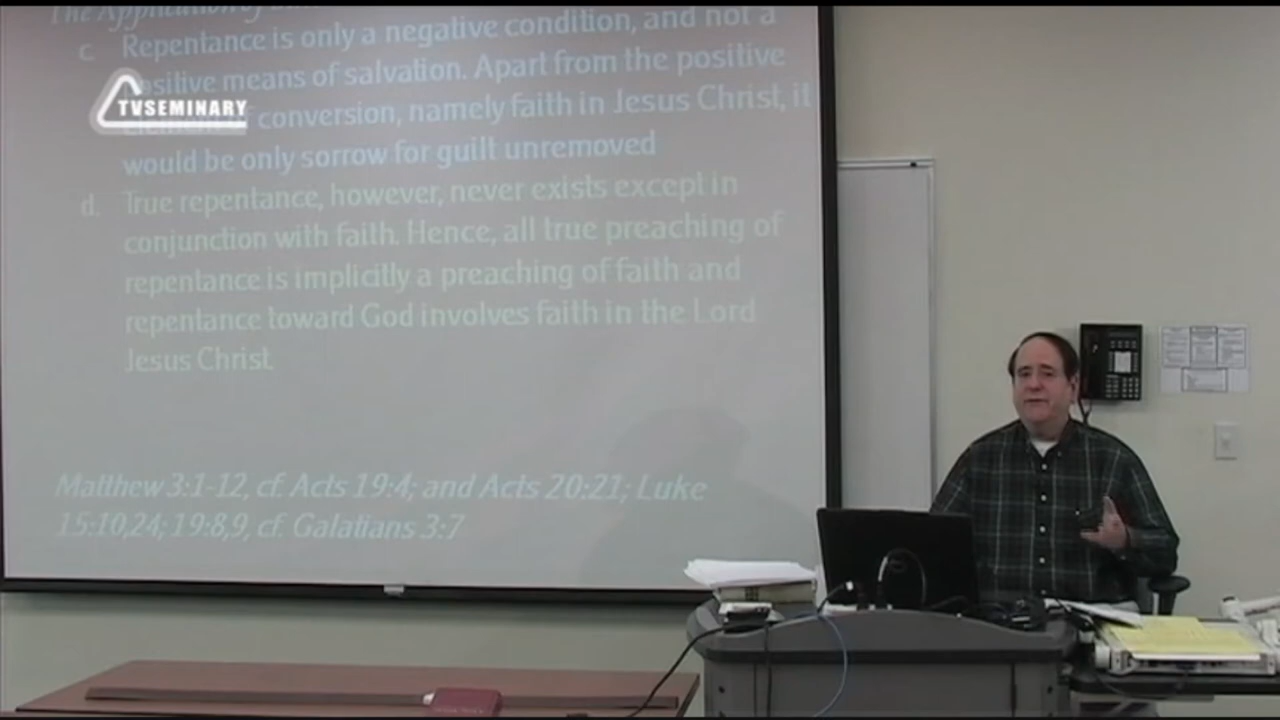 The Application of
c Repentance is only a negative condition, and not a
positive means of salvation. Apart from the positive
TVSEMINARY
element of conversion, namely faith in Jesus Christ, it
would be only sorrow for guilt unremoved
d. True repentance, however, never exists except in
conjunction with faith. Hence, all true preaching of
repentance is implicitly a preaching of faith and
repentance toward God involves faith in the Lord
Jesus Christ.
Matthew 3:1-12, cf. Acts 19:4; and Acts 20:21; Luke
15:10,24; 19:8,9, cf. Galatians 3:7